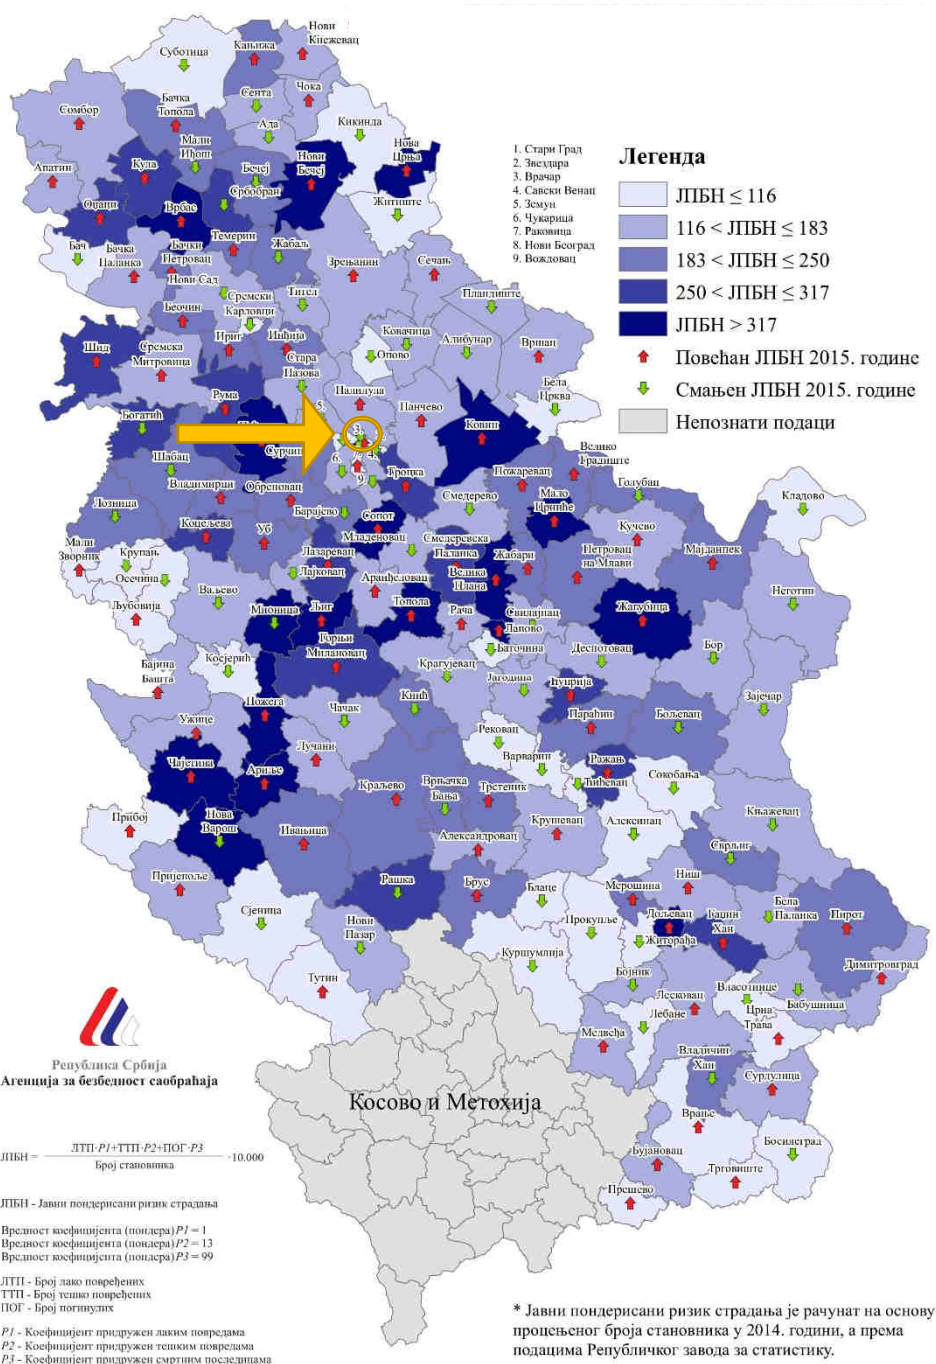 Нови
Кнежевац
Кањижа
Суботица
Сента
Чока
Бачка
Топола
Сомбор
Ада
Кикинда
Мали
Иђош
Нова
Црња
Апатин
Кула
Бечеј
Нови
Бечеј
Србобран
Житиште
Оџаци
Врбас
Темерин
Жабаљ
Бач
Бачка
Паланка
Бачки
Петровац
Зрењанин
Сечањ
Нови Сад
Сремски
Карловци
Тител
Пландиште
Беочин
Ириг
Инђија
Ковачица
Опово
Алибунар
Вршац
Шид
Сремска
Митровица
Стара
Пазова
Бела
Црква
Рума
Палилула
Панчево
Богатић
5.
3.
Ковин
Сурчин
6.
4.
9.
Велико
Градиште
Шабац
Гроцка
Пожаревац
Голубац
Владимирци
Обреновац
Смедерево
Мало
Црниће
Кладово
Лозница
Барајево
Сопот
Коцељева
Уб
Младеновац
Смедеревска
Паланка
Кучево
Мали
Зворник
Крупањ
Лазаревац
Жабари
Петровац
на Млави
Мајданпек
Осечина
Лајковац
Аранђеловац
Велика
Плана
Ваљево
Неготин
Љубовија
Мионица
Љиг
Топола
Рача
Свилајнац
Жагубица
Лапово
Горњи
Милановац
Баточина
Деспотовац
Бор
Бајина
Башта
Косјерић
Крагујевац
Јагодина
Ћуприја
Пожега
Чачак
Кнић
Параћин
Бољевац
Зајечар
Ужице
Рековац
Лучани
Варварин
Ражањ
Чајетина
Ариље
Сокобања
Краљево
Врњачка
Бања
Трстеник
Ћићевац
Прибој
Нова
Варош
Ивањица
Крушевац
Алексинац
Књажевац
Александровац
Сврљиг
Пријепоље
Рашка
Брус
Блаце
Мерошина
Ниш
Бела
Паланка
Сјеница
Нови
Пазар
Прокупље
Дољевац
Гаџин
Хан
Пирот
Житорађа
Куршумлија
Тутин
Бојник
Димитровград
Лесковац
Власотинце
Бабушница
Лебане
Црна
Трава
Медвеђа
Владичин
Хан
Сурдулица
Врање
Босилеград
Бујановац
Трговиште
Прешево
Косово и Метохија
1. Стари Град
2. Звездара
3. Врачар
4. Савски Венац
5. Земун
6. Чукарица
7. Раковица
8. Нови Београд
9. Вождовац
Легенда
ЈПБН ≤ 116
116 < ЈПБН ≤ 183
183 < ЈПБН ≤ 250
250 < ЈПБН ≤ 317
ЈПБН > 317
Повећан ЈПБН 2015. године
Смањен ЈПБН 2015. године
Непознати подаци
Република Србија
Агенција за безбедност саобраћаја
ЈПБН = ЛТП·P1+ТТП·P2+ПОГ·P3 ·10.000
Број становника
ЈПБН - Јавни пондерисани ризик страдања
Вредност коефицијента (пондера) P1 = 1
Вредност коефицијента (пондера) P2 = 13
Вредност коефицијента (пондера) P3 = 99
ЛТП - Број лако повређених
ТТП - Број тешко повређених
ПОГ - Број погинулих
P1 - Коефицијент придружен лаким повредама
P2 - Коефицијент придружен тешким повредама
P3 - Коефицијент придружен смртним последицама
* Јавни пондерисани ризик страдања је рачунат на основу
процењеног броја становника у 2014. години, а према
подацима Републичког завода за статистику.